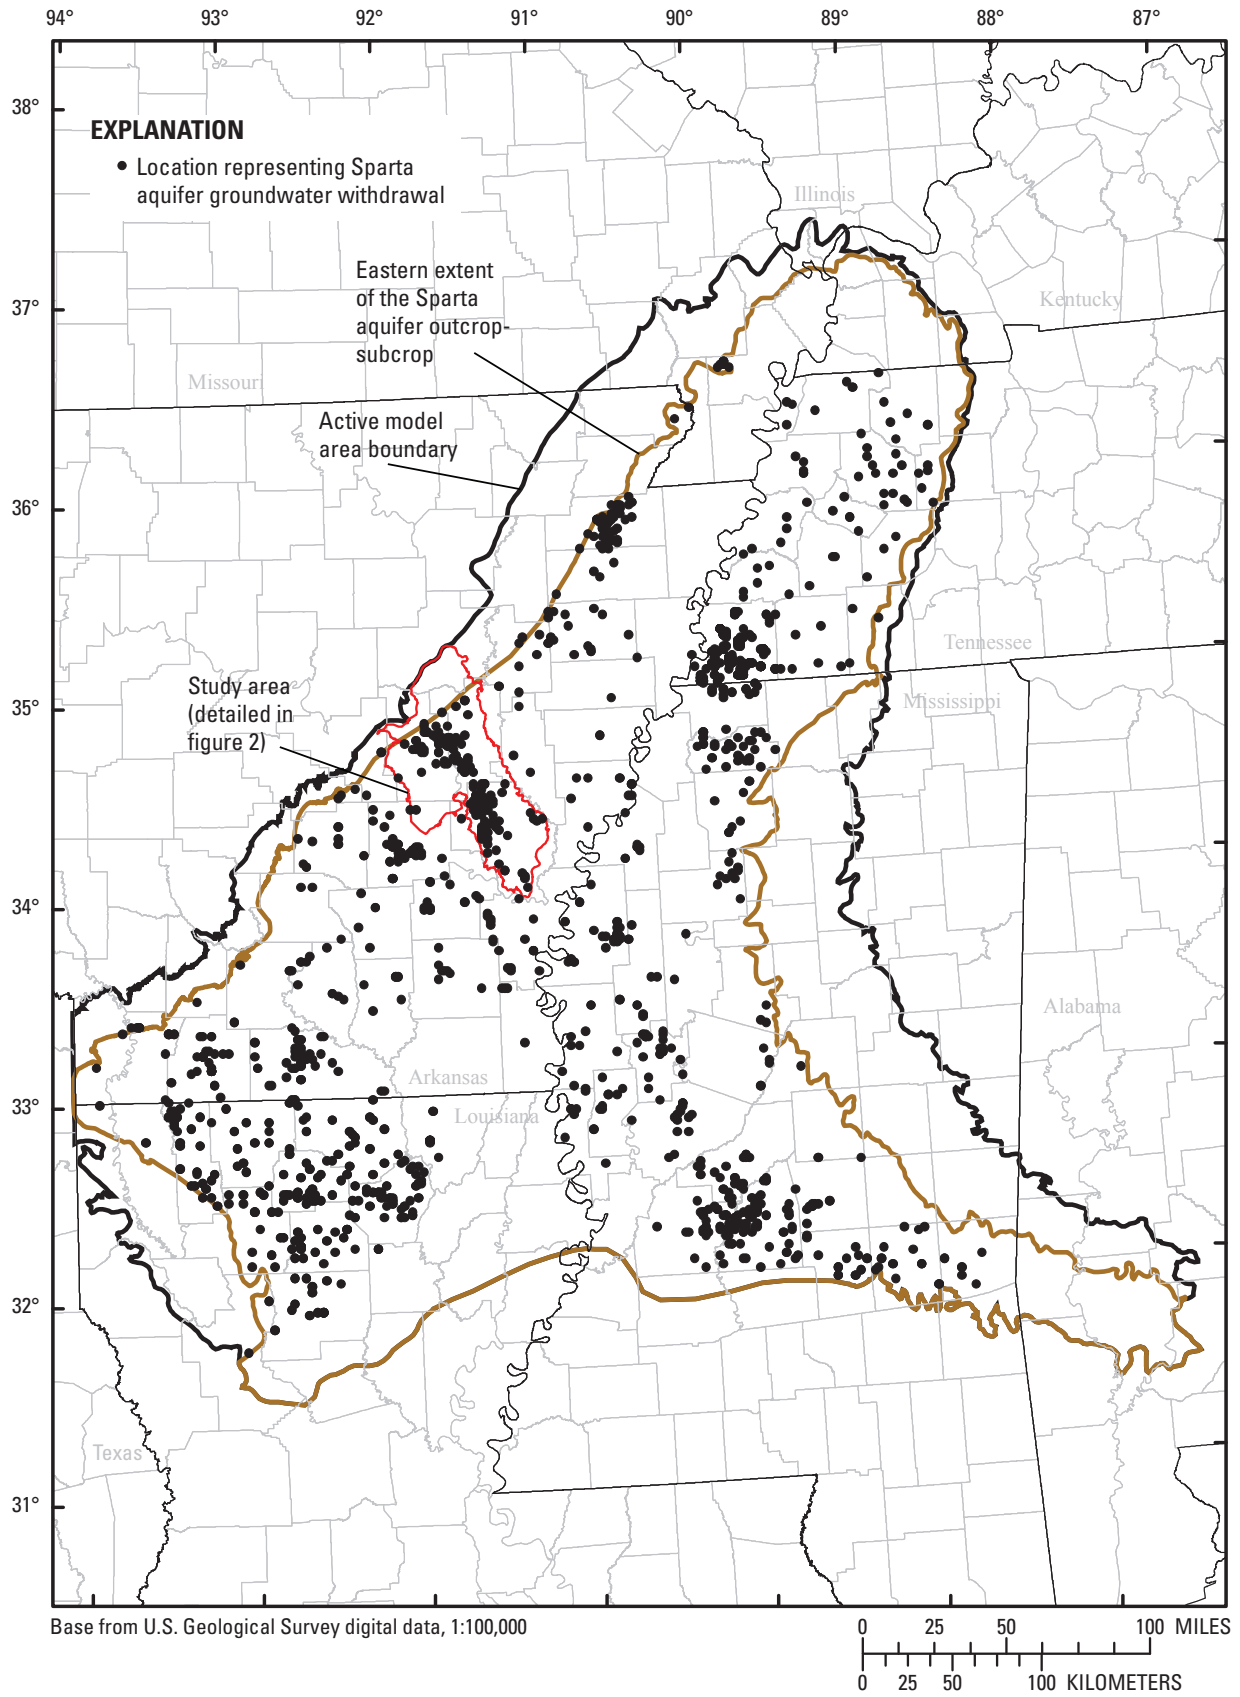 94°
93°
92°
91°
90°
89°
88°
87°
38°
EXPLANATION
Location representing Sparta
aquifer groundwater withdrawal
Illinois
Eastern extent
of the Sparta
aquifer outcrop-
subcrop
37°
Kentucky
Missouri
Active model
area boundary
36°
Tennessee
Study area
(detailed in
figure 2)
35°
Mississippi
34°
Alabama
Arkansas
33°
Louisiana
32°
Texas
31°
Base from U.S. Geological Survey digital data, 1:100,000
0 25 50 100 MILES
0 25 50 100 KILOMETERS